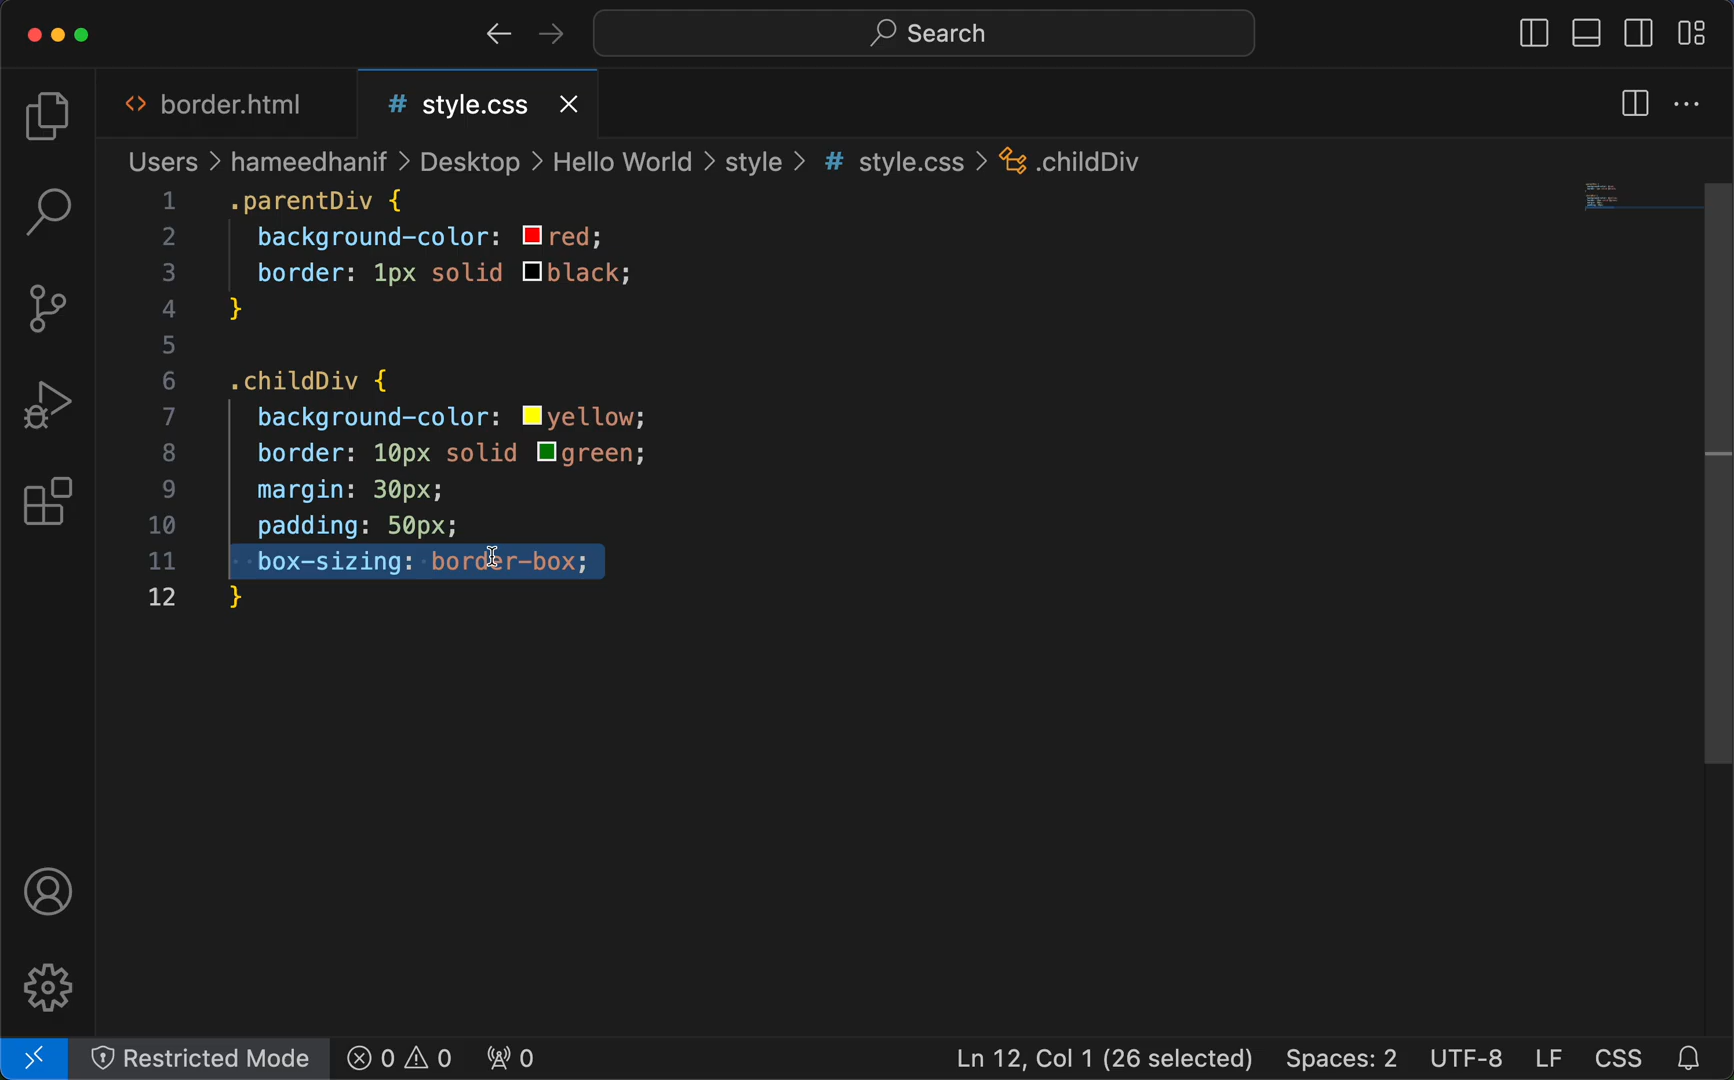 Search
border.html
# style.css
Users > hameedhanif > Desktop > Hello World > style > # style.css > .childDiv
1 .parentDiv {
2 background-color: red;
3 border: 1px solid black;
4 }
5
6 .childDiv {
7 background-color: yellow;
8 border: 10px solid green;
9 margin: 30px;
10 padding: 50px;
11 box-sizing: border-box;
12 }
Restricted Mode 0 0 0 Ln 12, Col 1 (26 selected) Spaces: 2 UTF-8 LF CSS